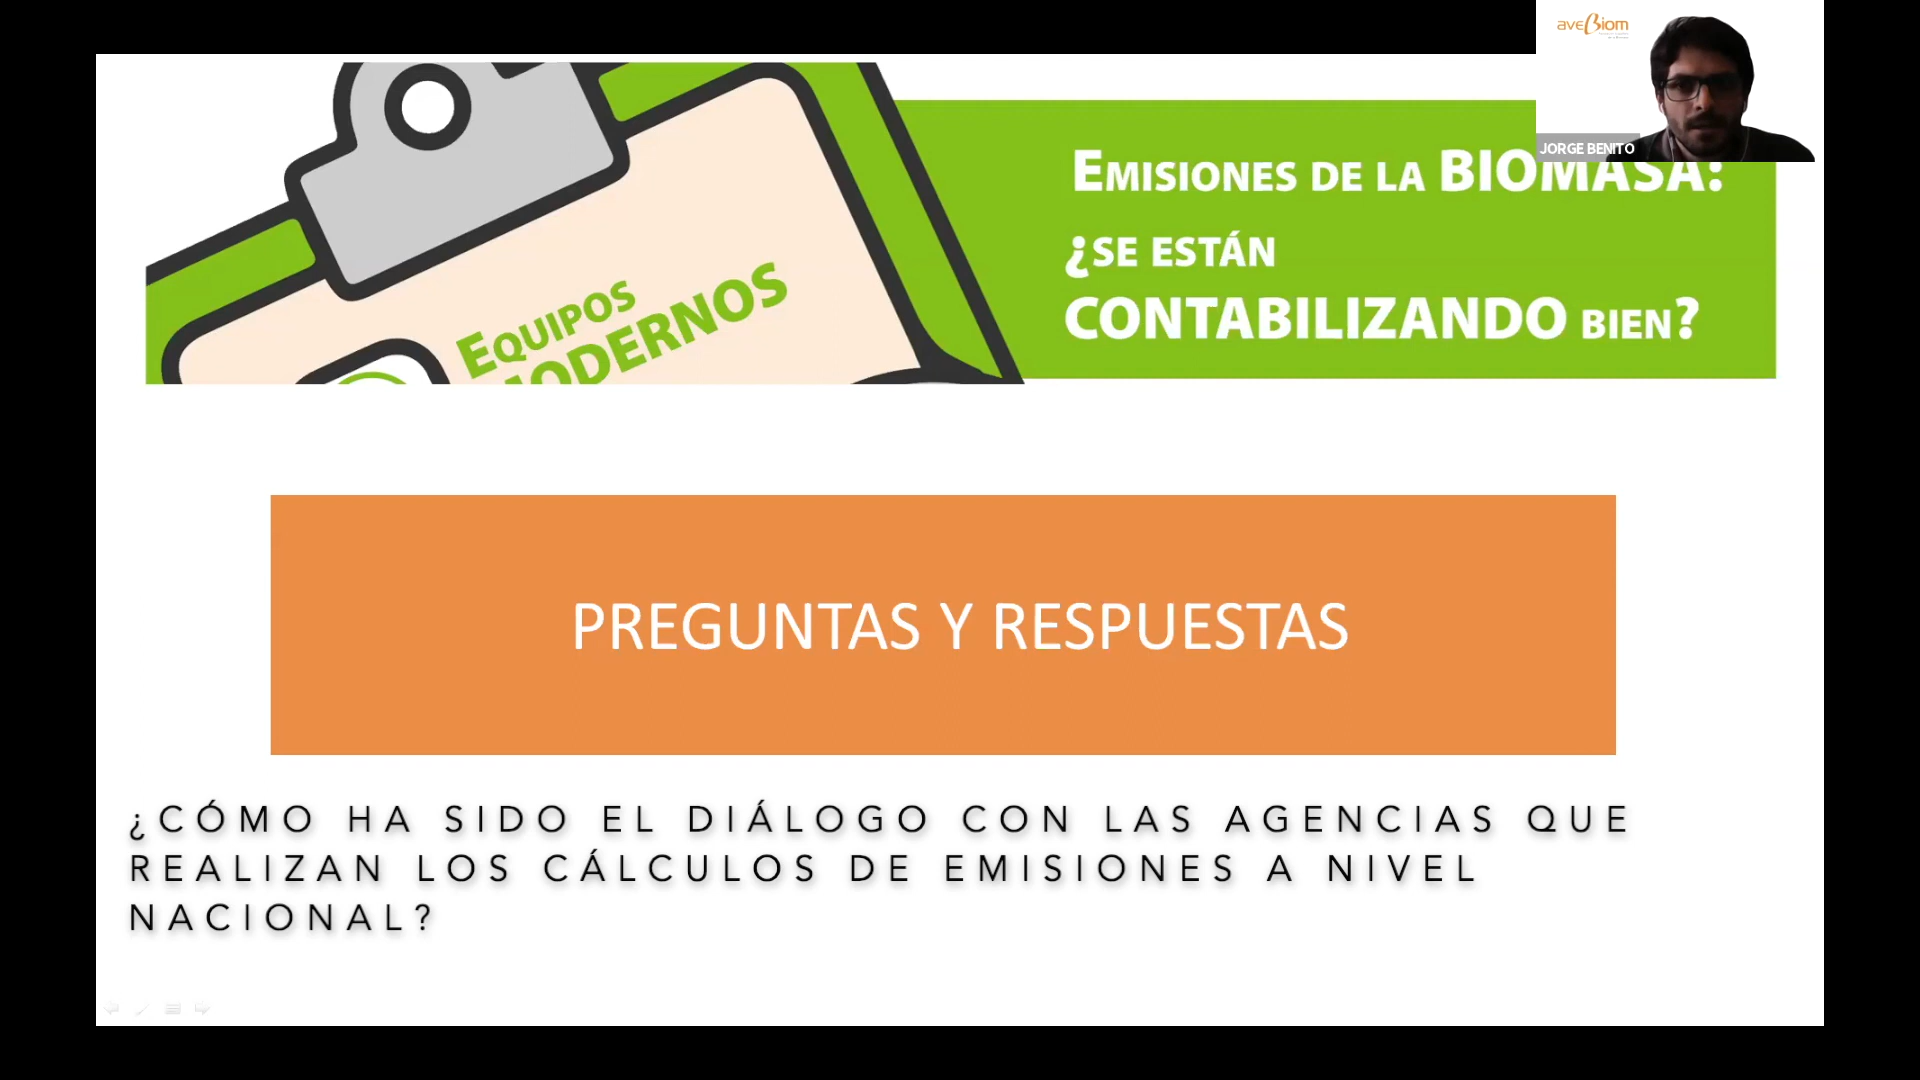 aveBiom
JORGE BENITO
EMISIONES DE LA BIOMASA:
¿SE ESTÁN
CONTABILIZANDO BIEN?
EQUIPOS
MODERNOS
PREGUNTAS Y RESPUESTAS
¿CÓMO HA SIDO EL DIÁLOGO CON LAS AGENCIAS QUE
REALIZAN LOS CÁLCULOS DE EMISIONES A NIVEL
NACIONAL?